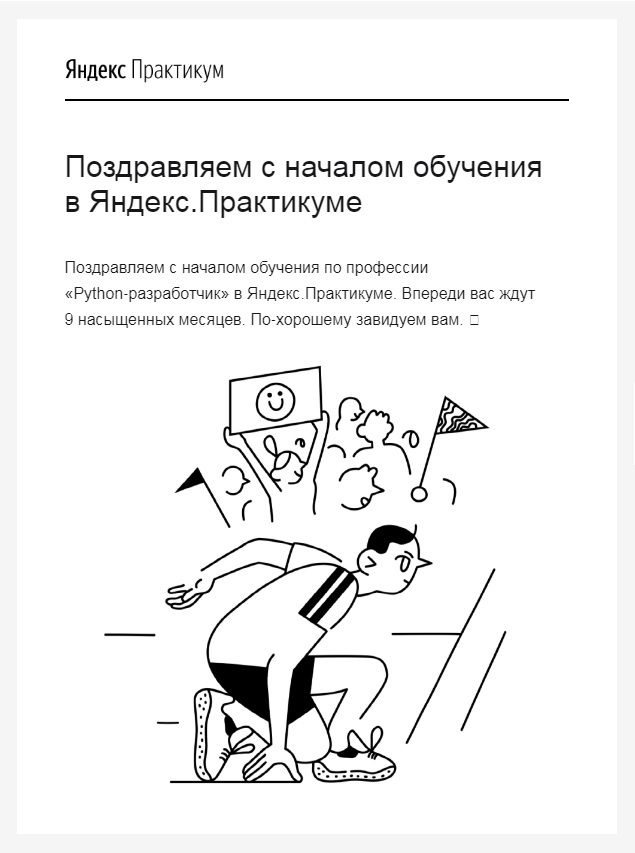 Яндекс Практикум
Поздравляем с началом обучения
в Яндекс.Практикуме
Поздравляем с началом обучения по профессии
«Python-разработчик» в Яндекс.Практикуме. Впереди вас ждут
9 насыщенных месяцев. По-хорошему завидуем вам.